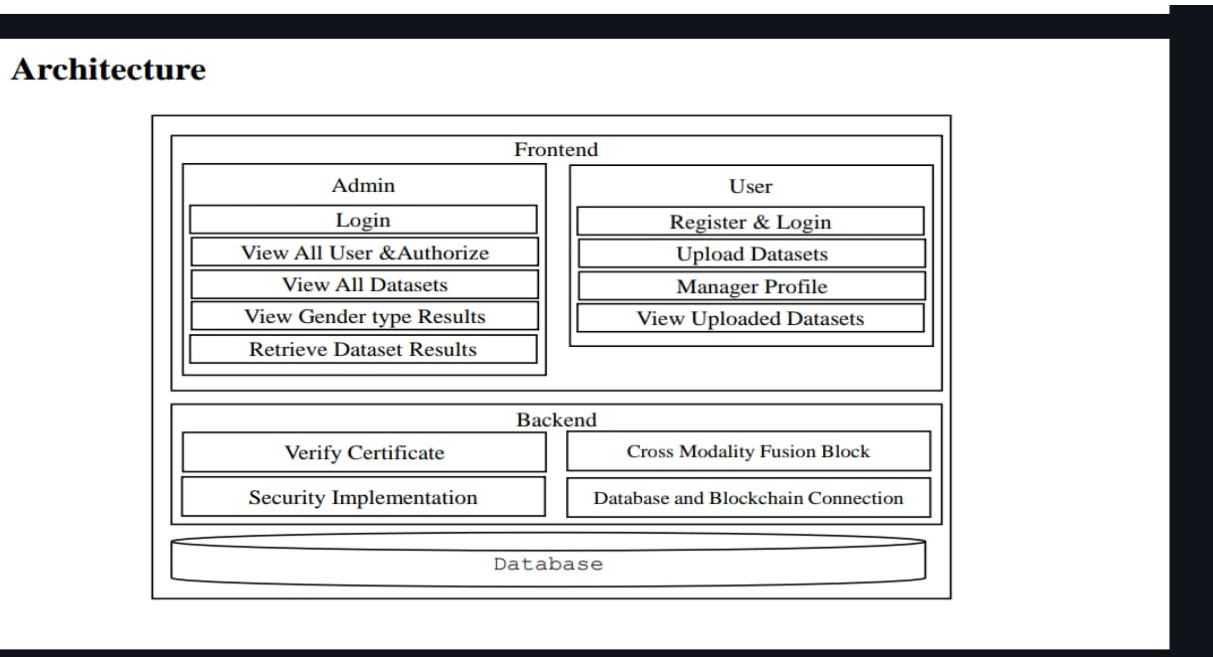 Architecture
Frontend
Admin
Login
View All User &Authorize
View All Datasets
View Gender type Results
Retrieve Dataset Results
User
Register & Login
Upload Datasets
Manager Profile
View Uploaded Datasets
Backend
Verify Certificate
Security Implementation
Cross Modality Fusion Block
Database and Blockchain Connection
Database